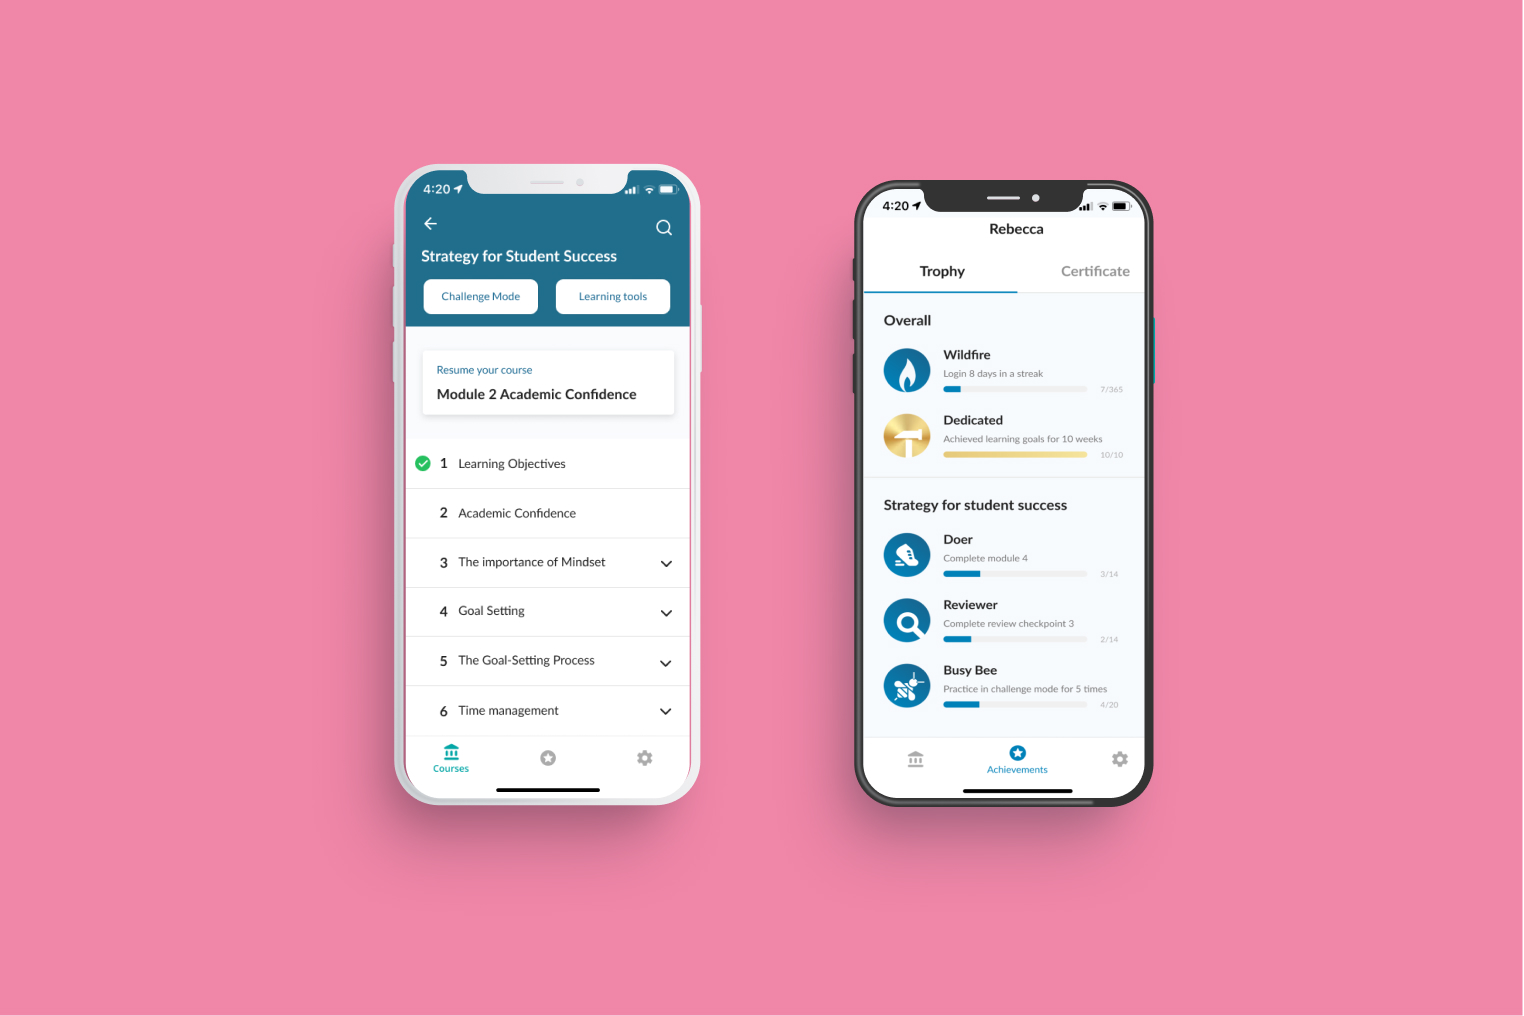 4:20
Strategy for Student Success
Challenge Mode
Learning tools
Resume your course
Module 2 Academic Confidence
1 Learning Objectives
2 Academic Confidence
3 The importance of Mindset
4 Goal Setting
5 The Goal-Setting Process
6 Time management
Courses
4:20
Rebecca
Trophy
Certificate
Overall
Wildfire
Login 8 days in a streak
7/365
Dedicated
Achieved learning goals for 10 weeks
10/10
Strategy for student success
Doer
Complete module 4
3/14
Reviewer
Complete review checkpoint 3
2/14
Busy Bee
Practice in challenge mode for 5 times
4/20
Achievements